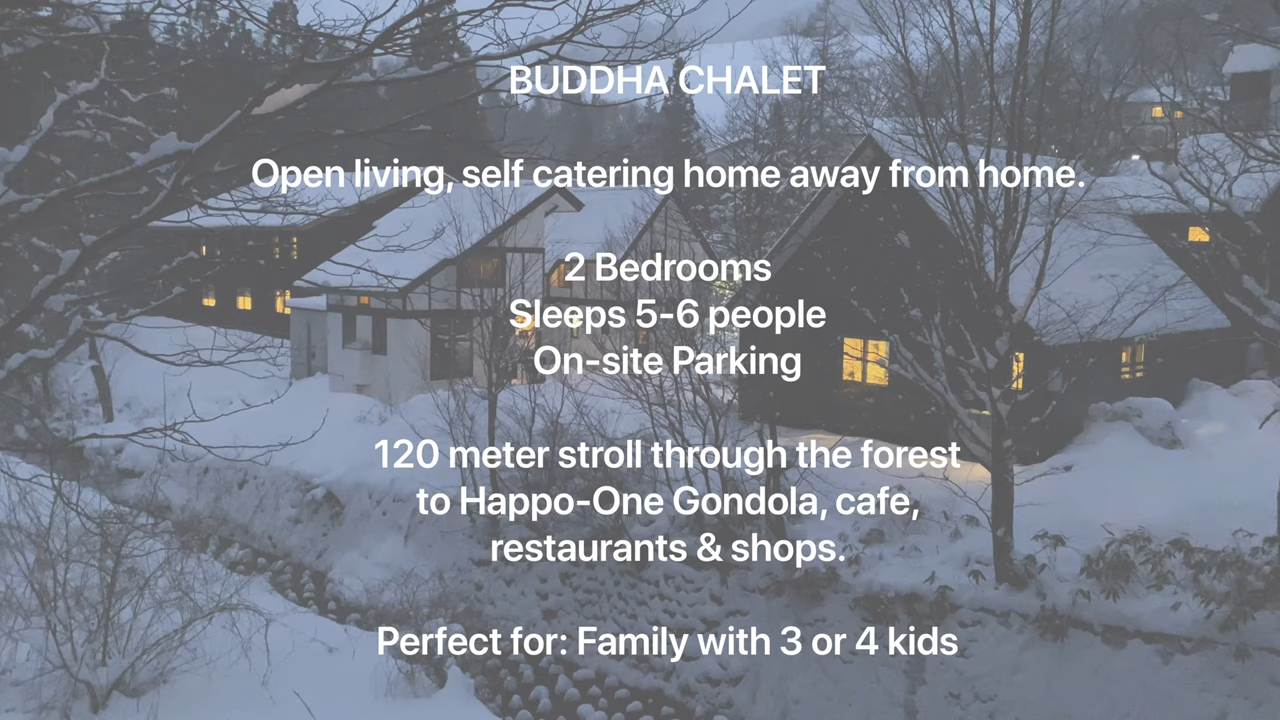 BUDDHA CHALET
Open living, self catering home away from home.
2 Bedrooms
Sleeps 5-6 people
On-site Parking
120 meter stroll through the forest
to Happo-One Gondola, cafe,
restaurants & shops.
Perfect for: Family with 3 or 4 kids